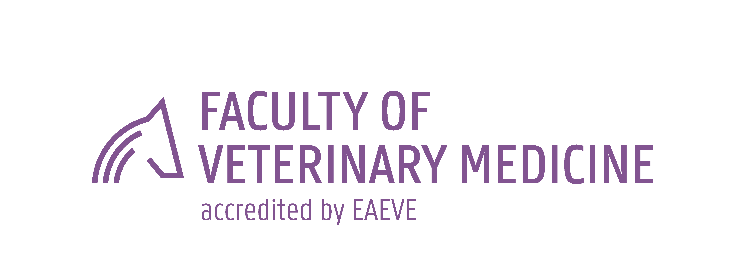 FACULTY OF
VETERINARY MEDICINE
accredited by EAEVE